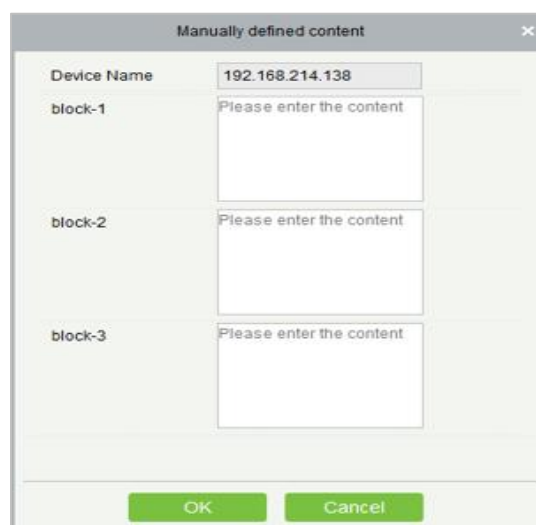 Manually defined content ×
Device Name 192.168.214.138
block-1 Please enter the content
block-2 Please enter the content
block-3 Please enter the content
OK Cancel